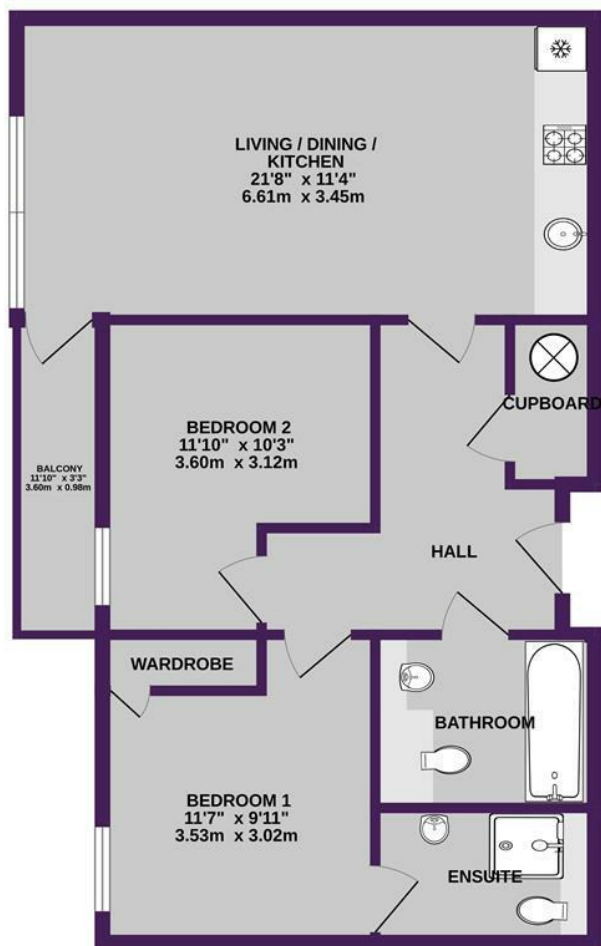 LIVING / DINING /
KITCHEN
21'8" x 11'4"
6.61m x 3.45m
CUPBOARD
BEDROOM 2
11'10" x 10'3"
3.60m x 3.12m
BALCONY
11'10" x 3'3"
3.60m x 0.98m
HALL
WARDROBE
BATHROOM
BEDROOM 1
11'7" x 9'11"
3.53m x 3.02m
ENSUITE